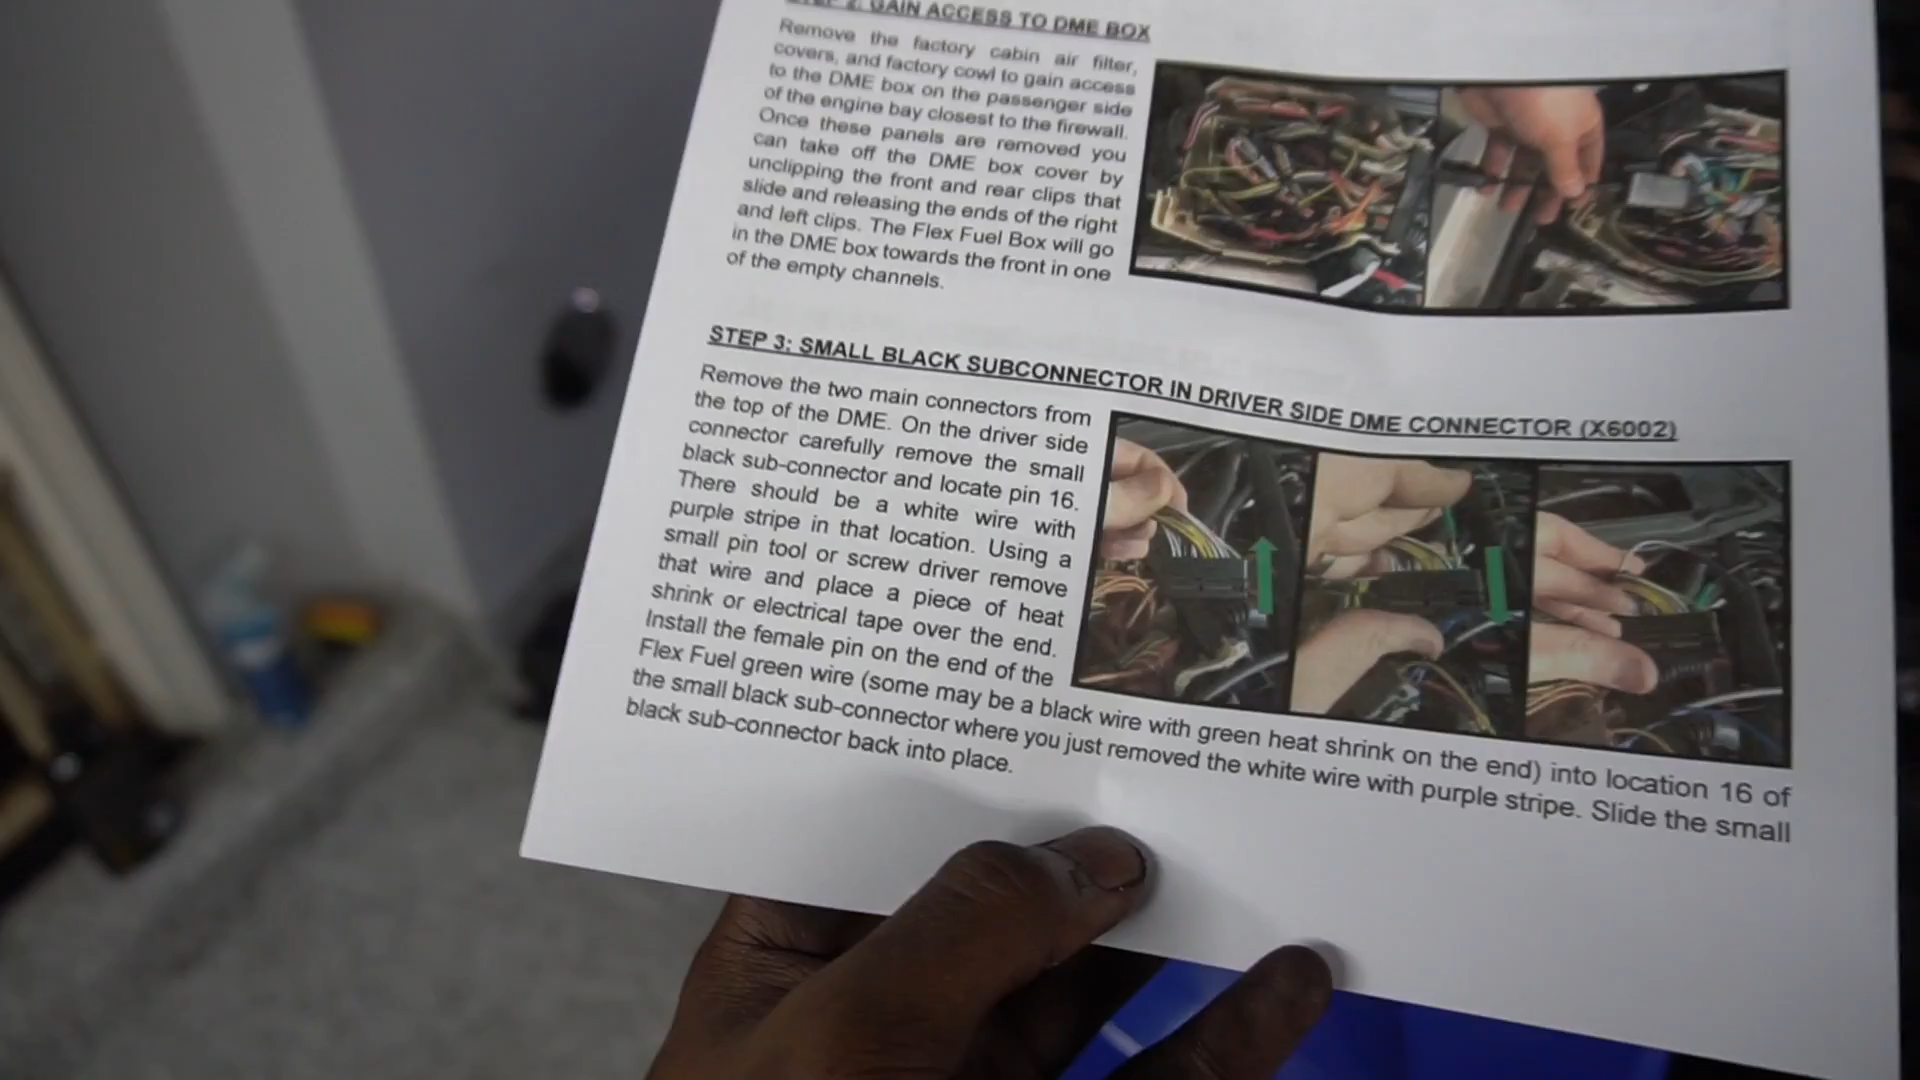 STEP 2: GAIN ACCESS TO DME BOX
Remove the factory cabin air filter,
covers, and factory cowl to gain access
to the DME box on the passenger side
of the engine bay closest to the firewall.
Once these panels are removed you
can take off the DME box cover by
unclipping the front and rear clips that
slide and releasing the ends of the right
and left clips. The Flex Fuel Box will go
in the DME box towards the front in one
of the empty channels.
STEP 3: SMALL BLACK SUBCONNECTOR IN DRIVER SIDE DME CONNECTOR (X6002)
Remove the two main connectors from
the top of the DME. On the driver side
connector carefully remove the small
black sub-connector and locate pin 16.
There should be a white wire with
purple stripe in that location. Using a
small pin tool or screw driver remove
that wire and place a piece of heat
shrink or electrical tape over the end.
Install the female pin on the end of the
Flex Fuel green wire (some may be a black wire with green heat shrink on the end) into location 16 of
the small black sub-connector where you just removed the white wire with purple stripe. Slide the small
black sub-connector back into place.